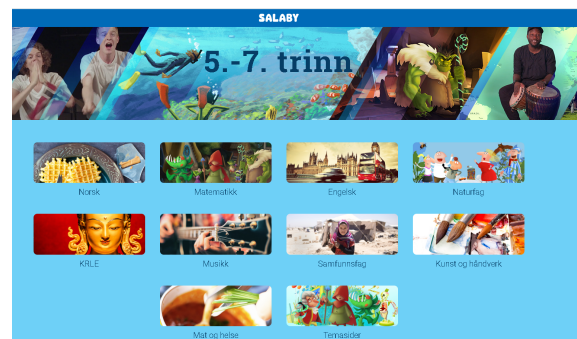 SALABY
5.-7. trinn
Norsk
Matematikk
Engelsk
Naturfag
KRLE
Musikk
Samfunnsfag
Kunst og håndverk
Mat og helse
Temasider